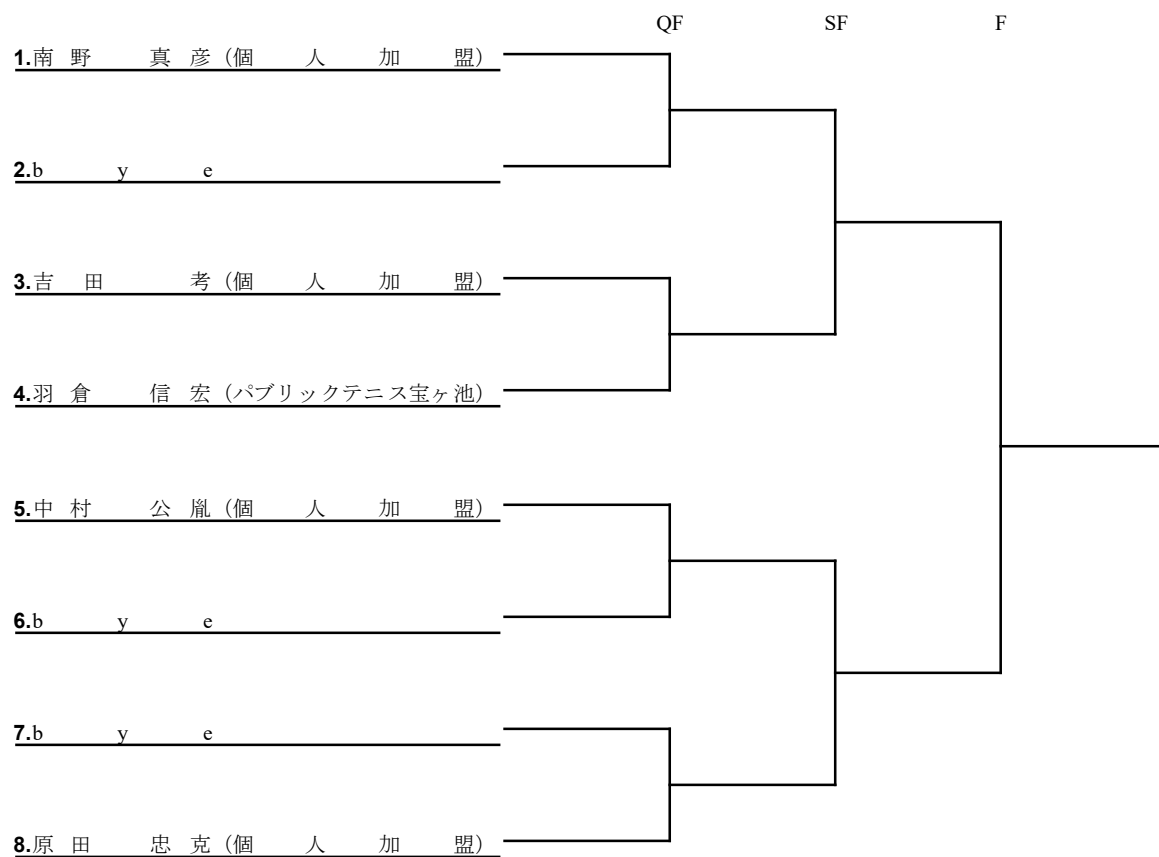 QF SF F
1.南野 真彦(個人加盟)
2.bye
3.吉田 考(個人加盟)
4.羽倉 信宏(パブリックテニス宝ヶ池)
5.中村 公胤(個人加盟)
6.bye
7.bye
8.原田 忠克(個人加盟)